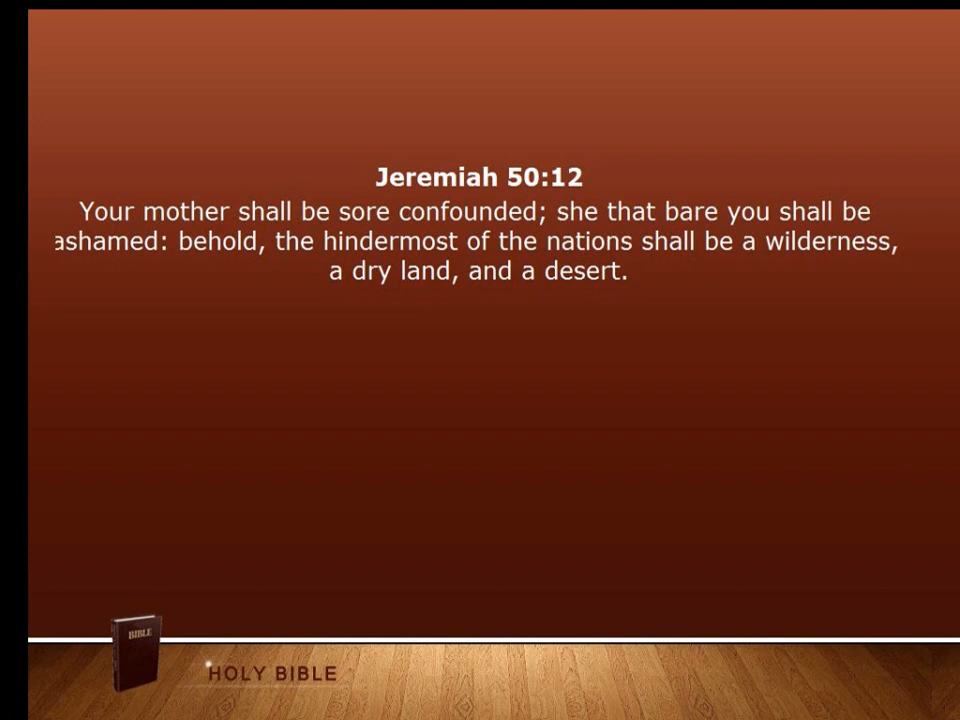 Jeremiah 50:12
Your mother shall be sore confounded; she that bare you shall be
ashamed: behold, the hindermost of the nations shall be a wilderness,
a dry land, and a desert.
BIBLE
HOLY BIBLE